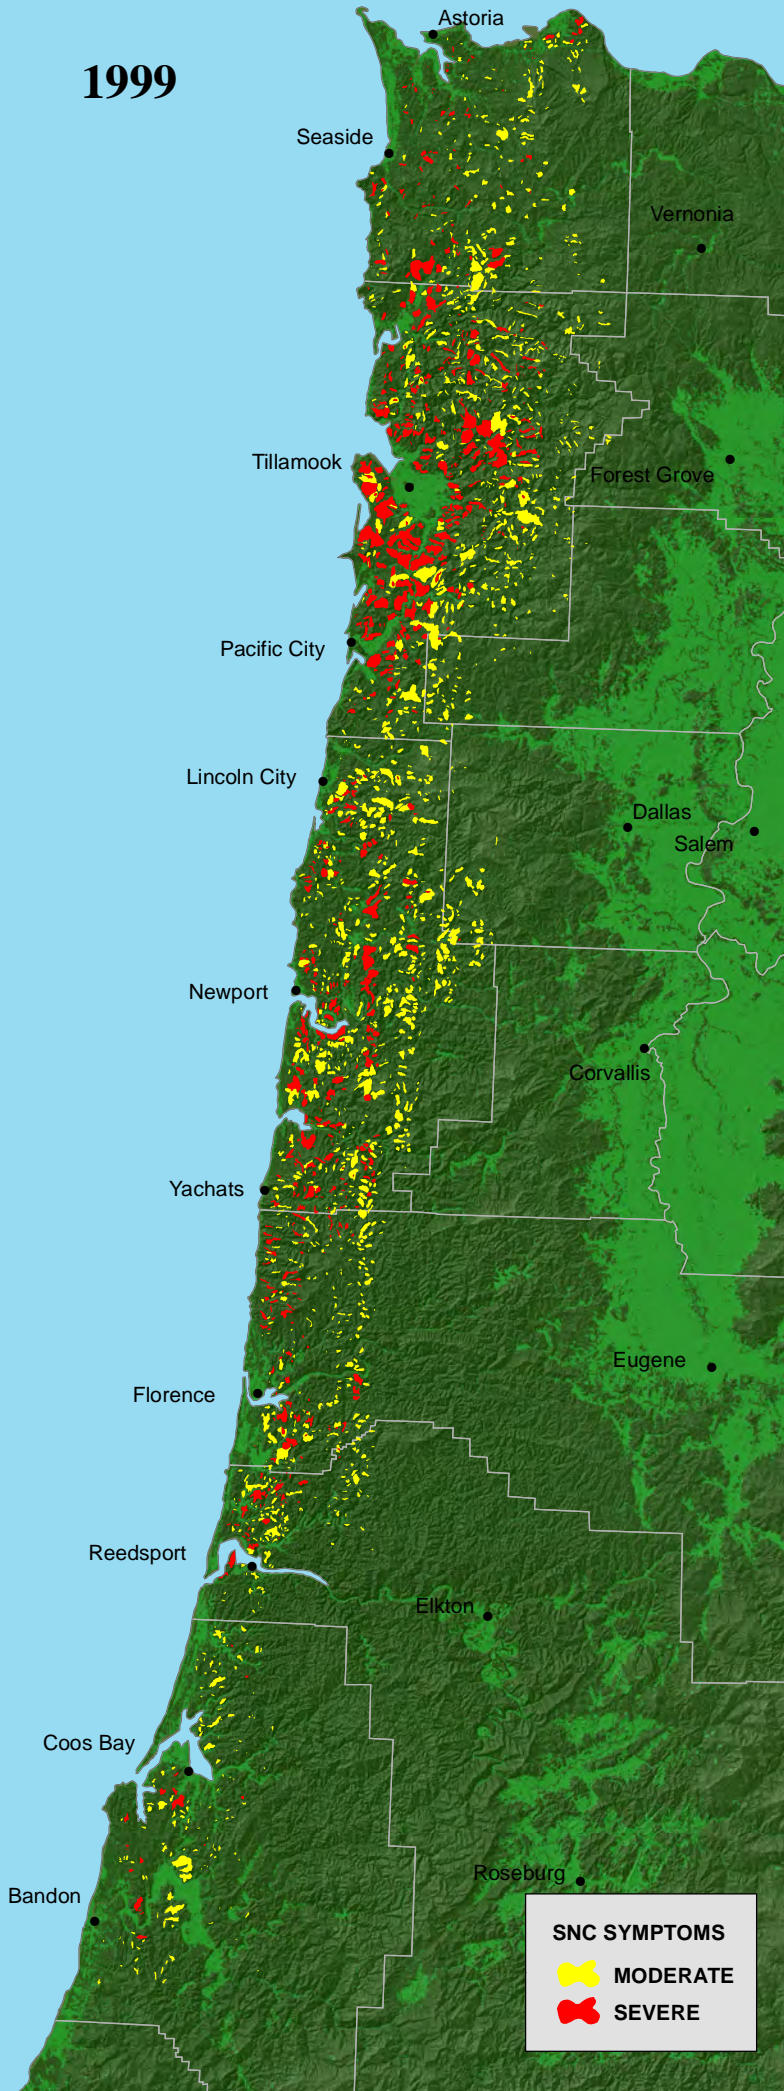 Astoria
1999
Seaside
Vernonia
Tillamook
Forest Grove
Pacific City
Lincoln City
Dallas
Salem
Newport
Corvallis
Yachats
Eugene
Florence
Reedsport
Elkton
Coos Bay
Roseburg
Bandon
SNC SYMPTOMS
MODERATE
SEVERE